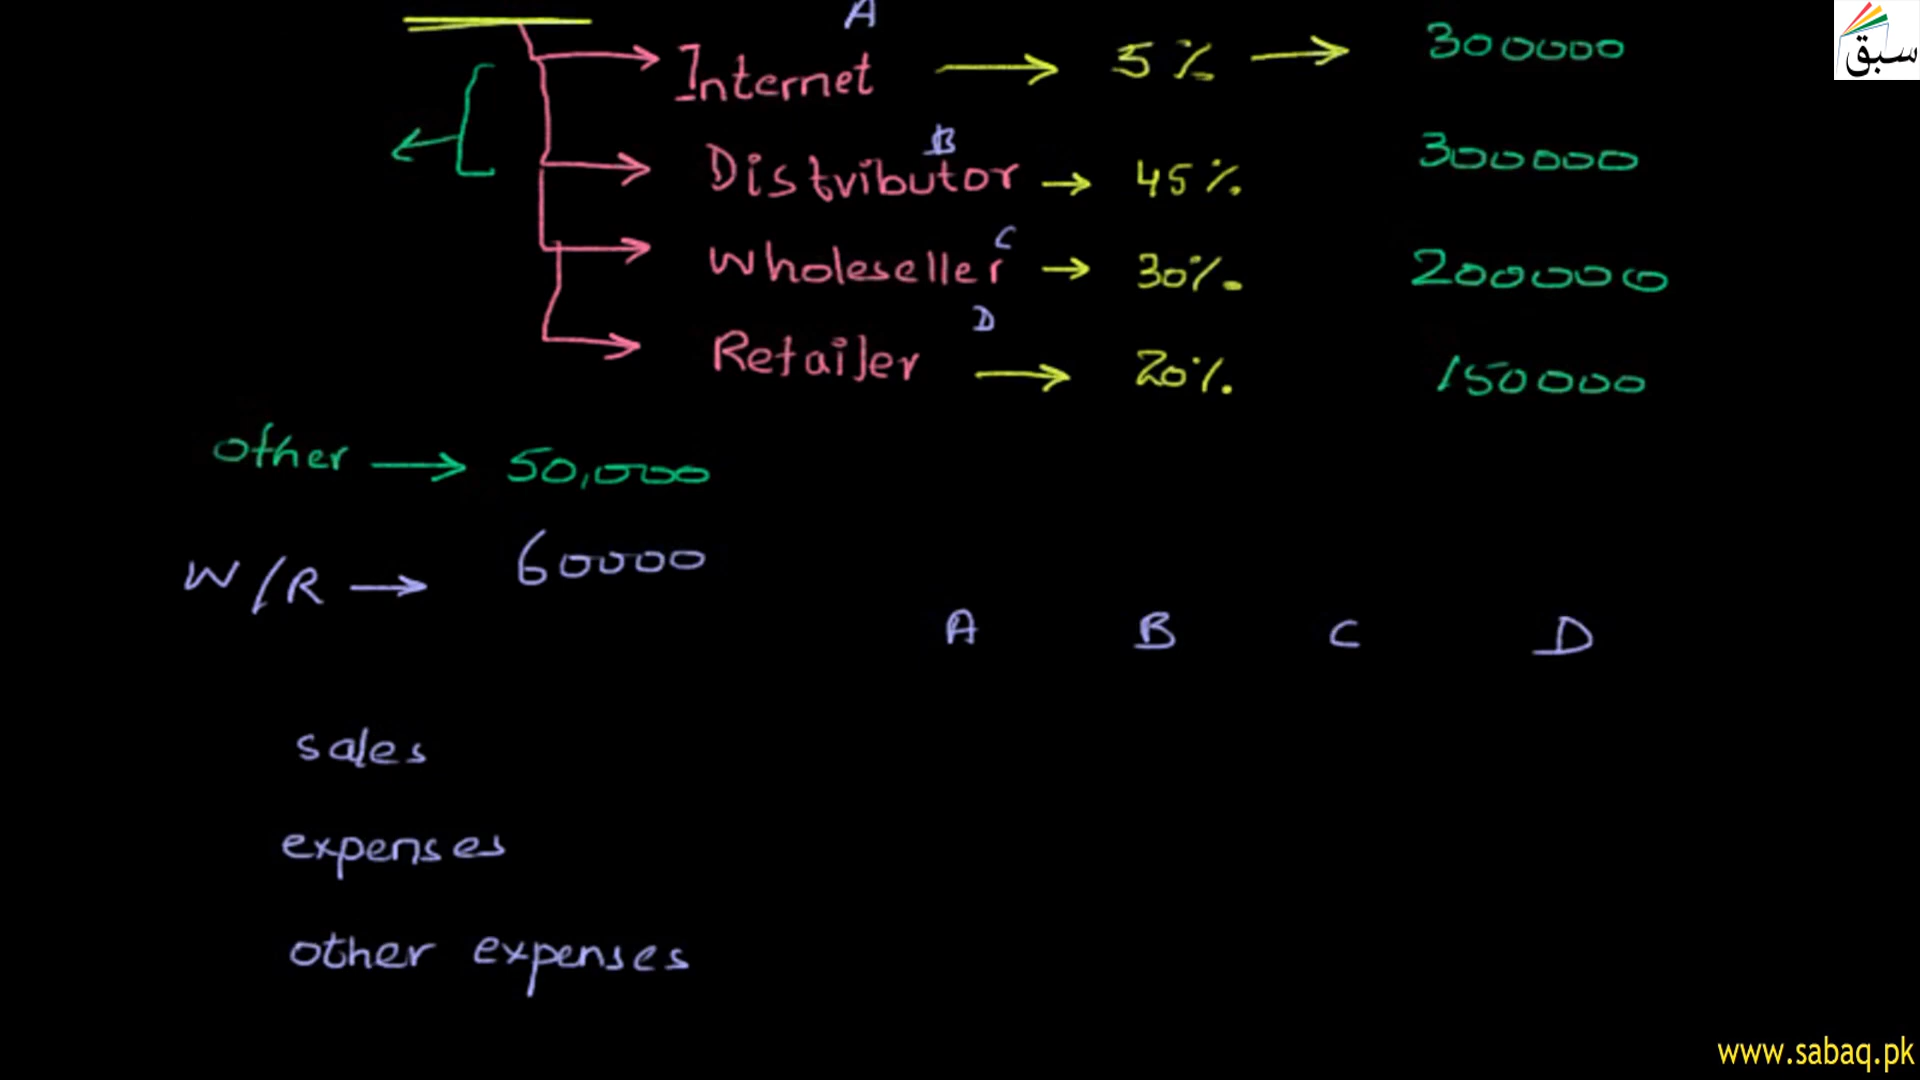 A
Internet → 5% → 300000
سبق
B
Distributor → 45% 300000
C
Wholeseller → 30% 200000
D
Retailer → 20% 150000
other → 50,000
W/R → 60000
A B C D
sales
expenses
other expenses
www.sabaq.pk